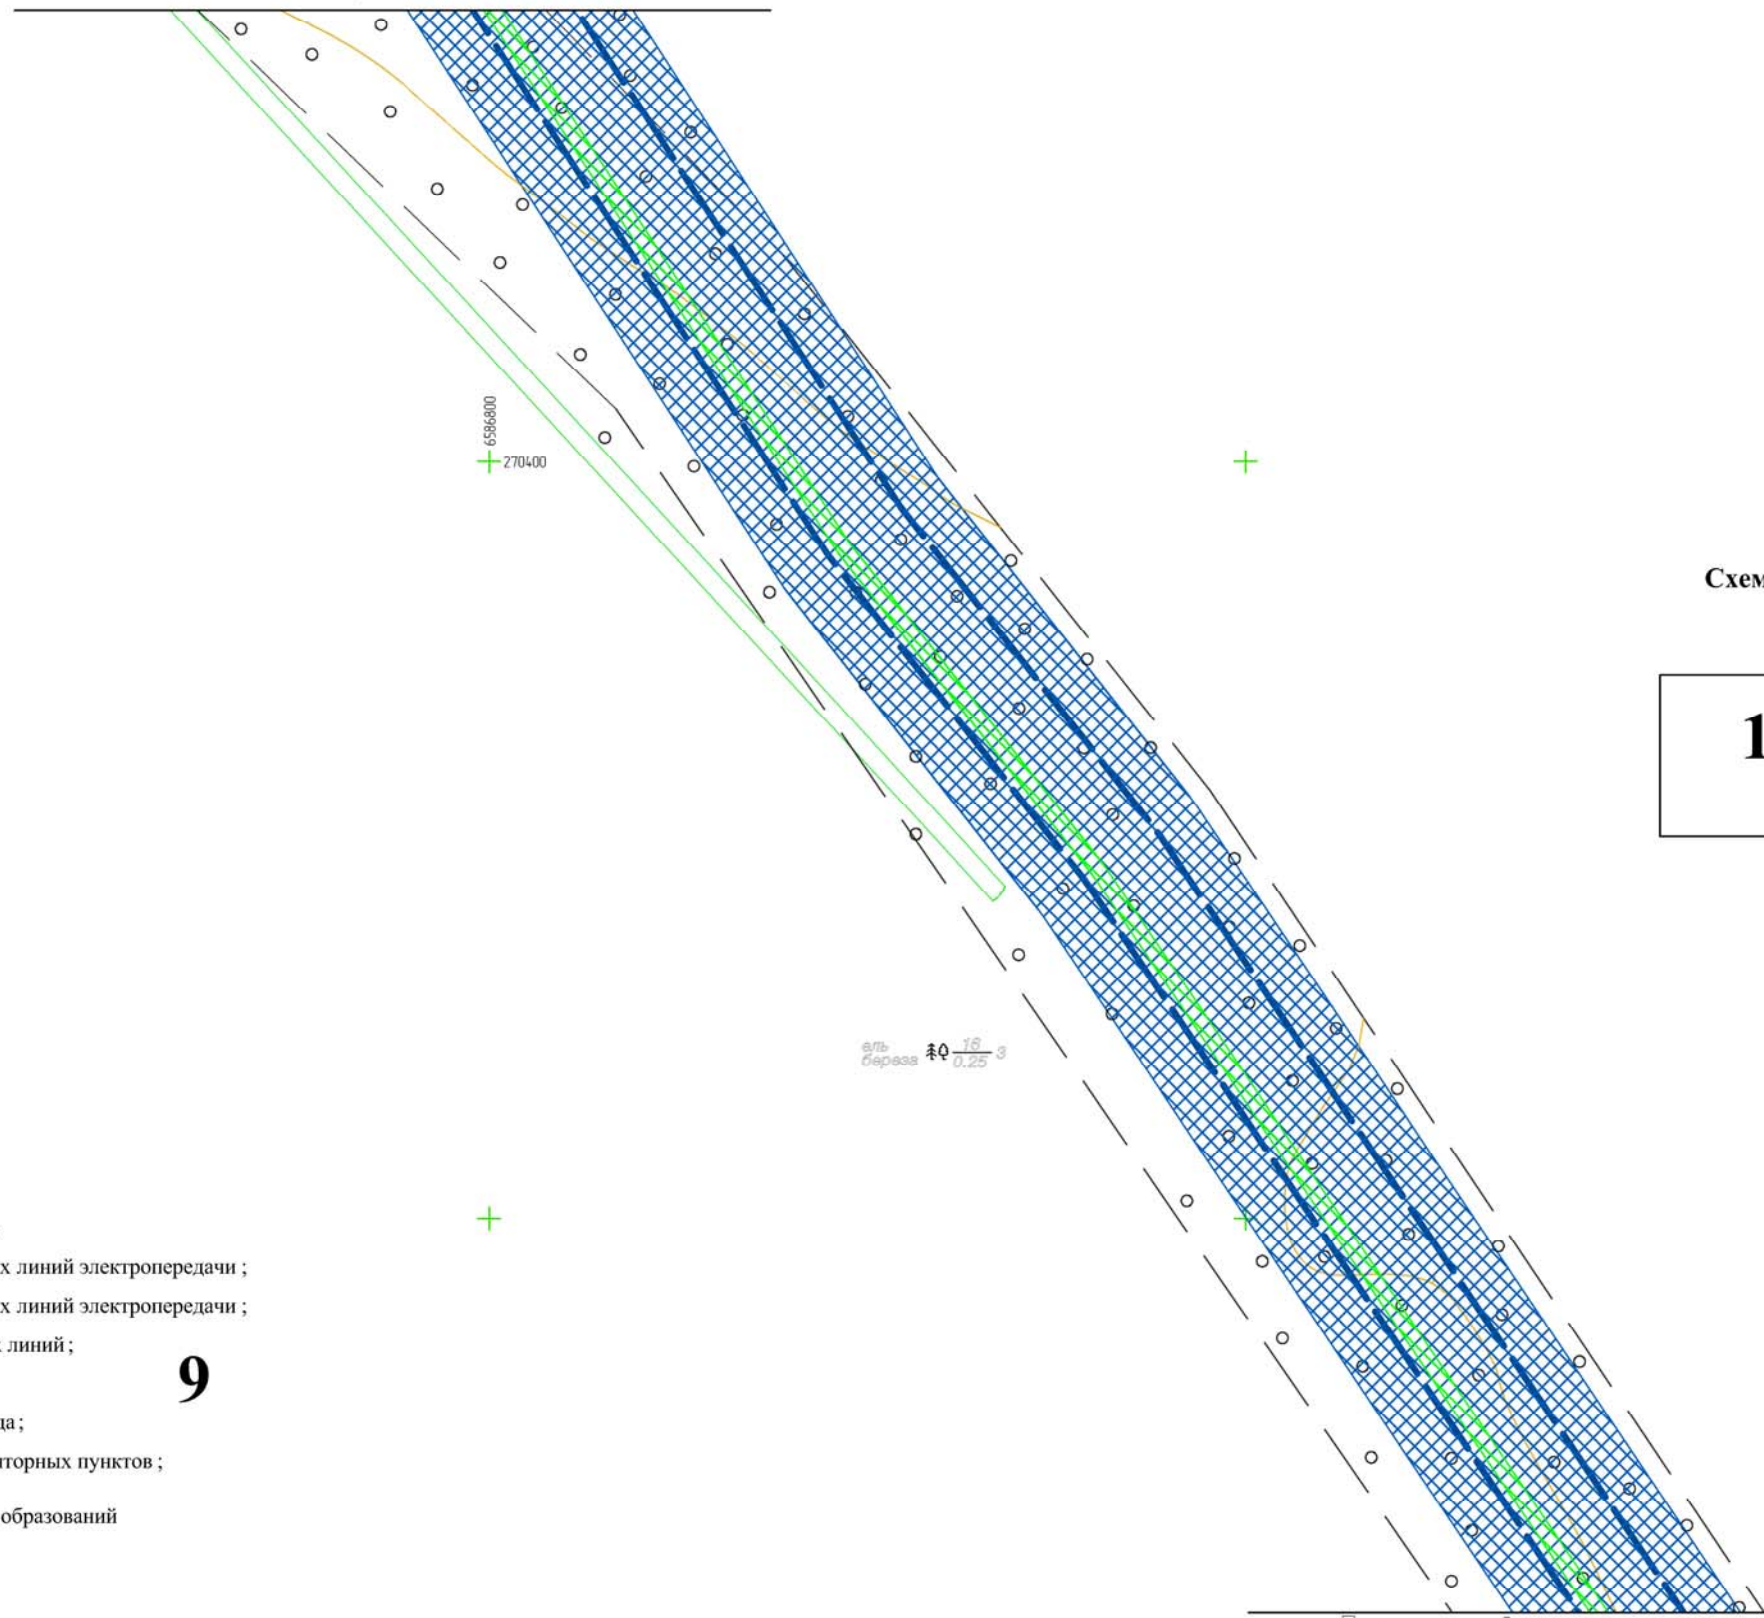 6586800
270400
Схем
1
ель
береза 16 3
0.25
х линий электропередачи ;
х линий электропередачи ;
линий ;
9
да ;
торных пунктов ;
образований